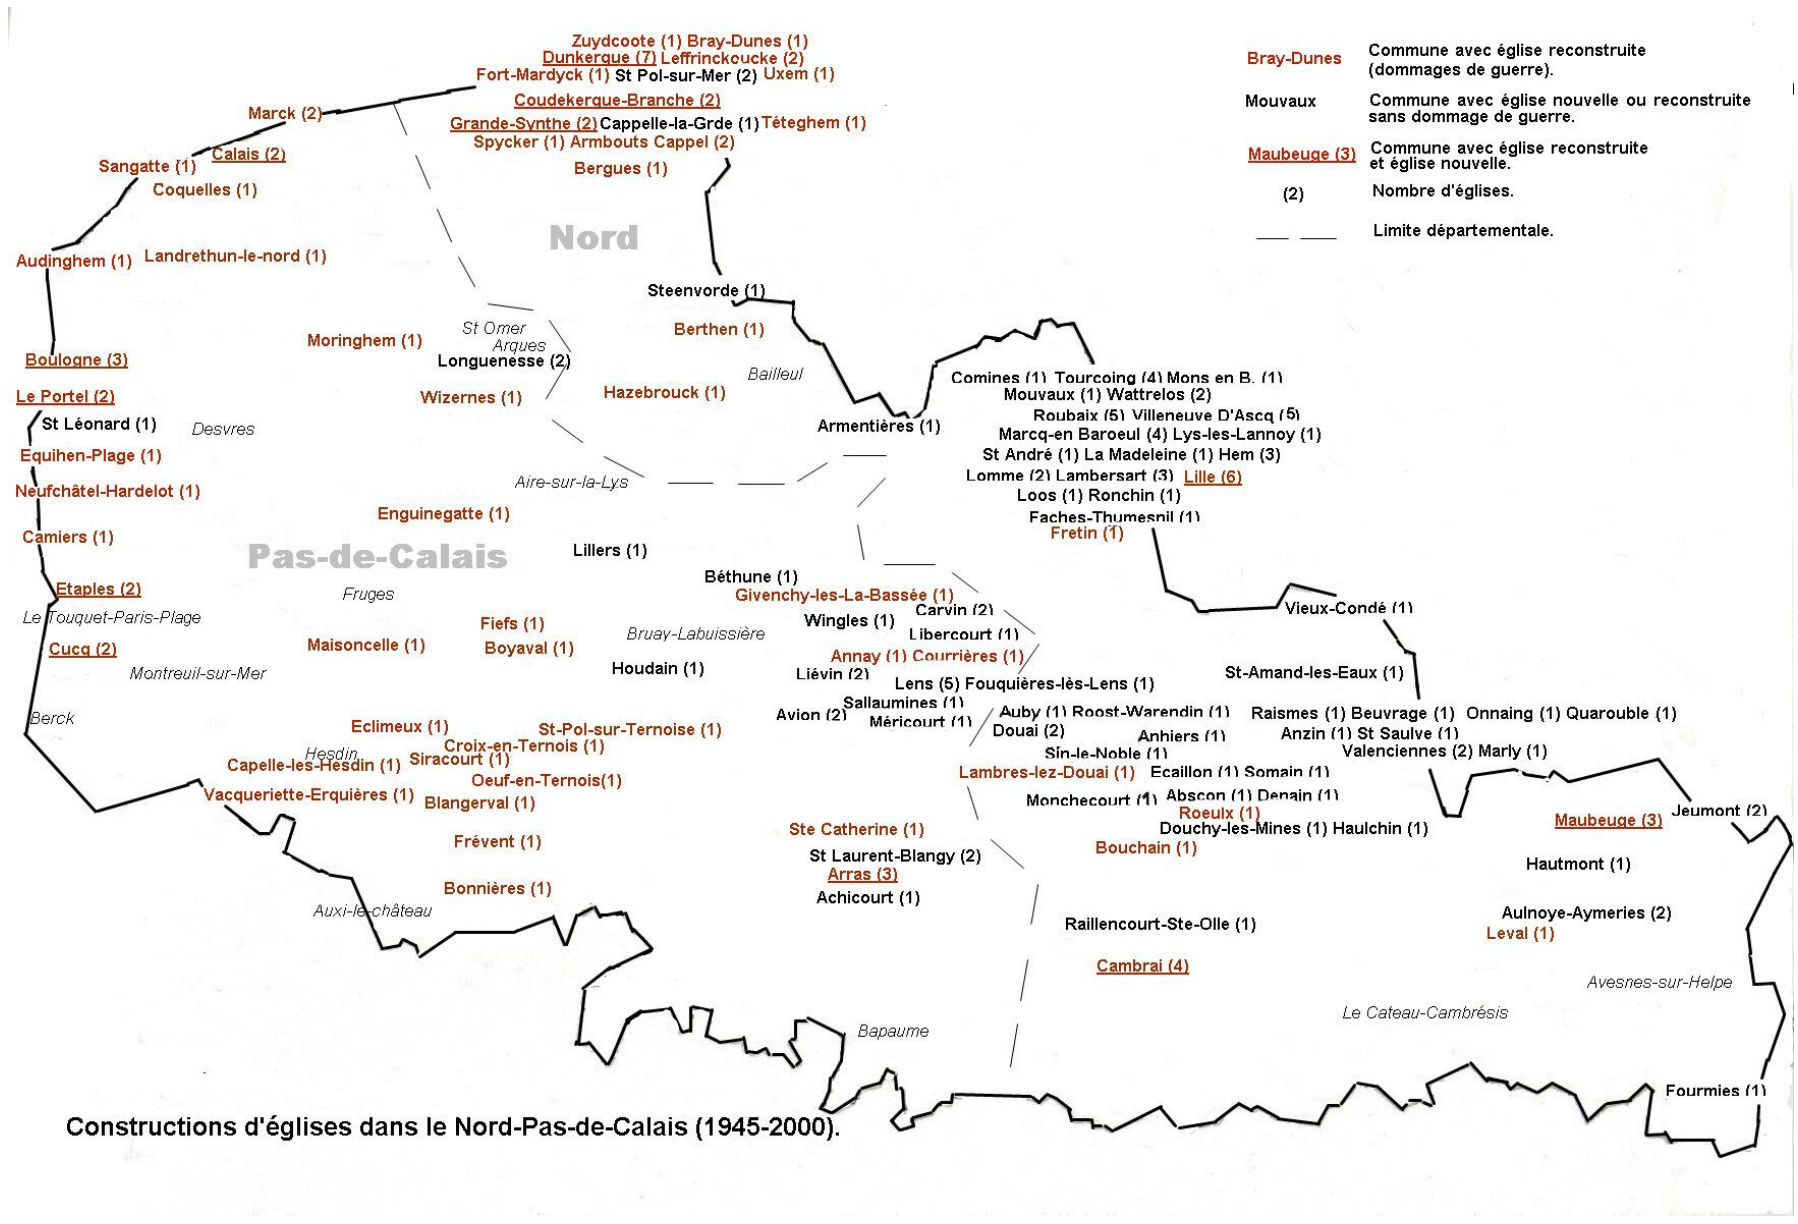 Zuydcoote (1) Bray-Dunes (1)
Dunkerque (7) Leffrinckoucke (2)
Fort-Mardyck (1) St Pol-sur-Mer (2) Uxem (1)
Coudekerque-Branche (2)
Marck (2)
Grande-Synthe (2) Cappelle-la-Grde (1) Téteghem (1)
Spycker (1) Armbouts Cappel (2)
Calais (2)
Sangatte (1)
Bergues (1)
Coquelles (1)
Bray-Dunes Commune avec église reconstruite
(dommages de guerre).
Mouvaux Commune avec église nouvelle ou reconstruite
sans dommage de guerre.
Maubeuge (3) Commune avec église reconstruite
et église nouvelle.
(2) Nombre d'églises.
Limite départementale.
Nord
Audinghem (1) Landrethun-le-nord (1)
Steenvorde (1)
St Omer
Berthen (1)
Moringhem (1)
Arques
Longuenesse (2)
Boulogne (3)
Bailleul
Le Portel (2)
Wizernes (1)
Hazebrouck (1)
Comines (1) Tourcoing (4) Mons en B. (1)
Mouvaux (1) Wattrelos (2)
Roubaix (5) Villeneuve D'Ascq (5)
St Léonard (1)
Desvres
Armentières (1)
Marcq-en Baroeul (4) Lys-les-Lannoy (1)
Equihen-Plage (1)
St André (1) La Madeleine (1) Hem (3)
Lomme (2) Lambersart (3) Lille (6)
Aire-sur-la-Lys
Neufchâtel-Hardelot (1)
Loos (1) Ronchin (1)
Enguinegatte (1)
Faches-Thumesnil (1)
Fretin (1)
Camiers (1)
Pas-de-Calais
Lillers (1)
Béthune (1)
Etaples (2)
Fruges
Givenchy-les-La-Bassée (1)
Le Touquet-Paris-Plage
Carvin (2)
Vieux-Condé (1)
Fiefs (1)
Wingles (1)
Bruay-Labuissière
Libercourt (1)
Cucq (2)
Maisoncelle (1)
Boyaval (1)
Annay (1) Courrières (1)
Montreuil-sur-Mer
Houdain (1)
Liévin (2)
St-Amand-les-Eaux (1)
Lens (5) Fouquières-lès-Lens (1)
Sallaumines (1)
Berck
Avion (2)
Méricourt (1)
Auby (1) Roost-Warendin (1)
Raismes (1) Beuvrage (1) Onnaing (1) Quarouble (1)
Eclimeux (1)
St-Pol-sur-Ternoise (1)
Douai (2)
Anhiers (1)
Anzin (1) St Saulve (1)
Croix-en-Ternois (1)
Hesdin
Sin-le-Noble (1)
Valenciennes (2) Marly (1)
Capelle-les-Hesdin (1)
Siracourt (1)
Lambres-lez-Douai (1) Ecaillon (1) Somain (1)
Oeuf-en-Ternois(1)
Vacqueriette-Erquières (1)
Blangerval (1)
Monchecourt (1) Abscon (1) Denain (1)
Roeulx (1)
Jeumont (2)
Maubeuge (3)
Ste Catherine (1)
Douchy-les-Mines (1) Haulchin (1)
Frévent (1)
Bouchain (1)
St Laurent-Blangy (2)
Hautmont (1)
Arras (3)
Bonnières (1)
Achicourt (1)
Auxi-le-château
Aulnoye-Aymeries (2)
Raillencourt-Ste-Olle (1)
Leval (1)
Cambrai (4)
Avesnes-sur-Helpe
Le Cateau-Cambrésis
Bapaume
Fourmies (1)
Constructions d'églises dans le Nord-Pas-de-Calais (1945-2000).